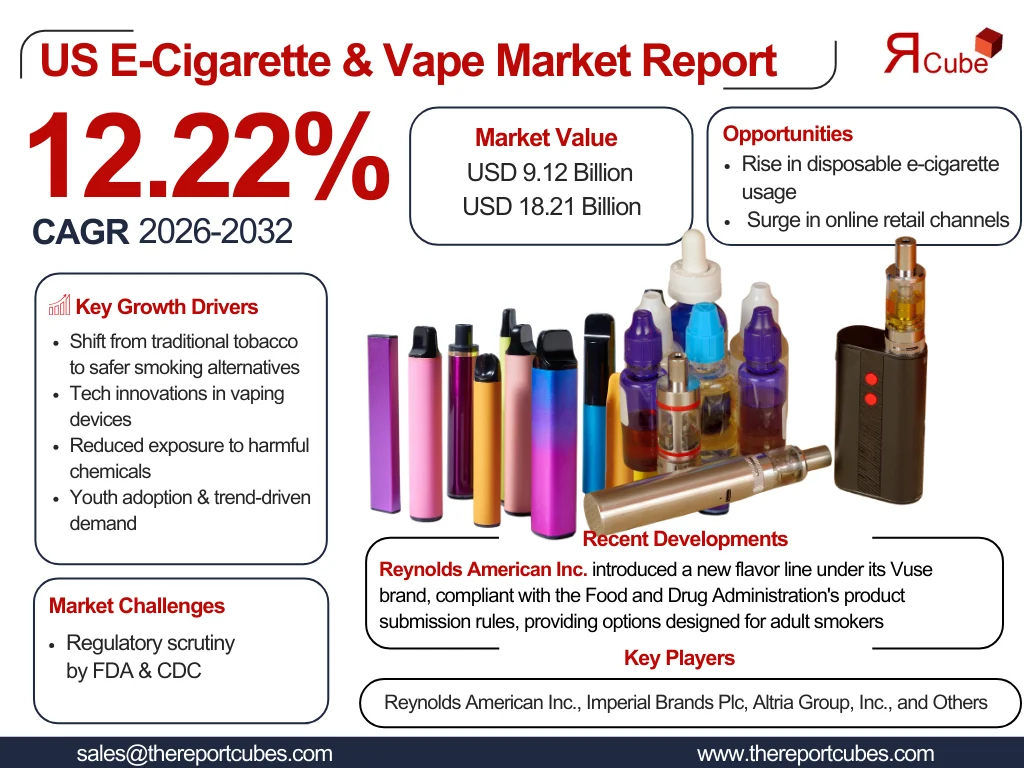 US E-Cigarette & Vape Market Report
ЯCube
12.22%
CAGR 2026-2032
Market Value
USD 9.12 Billion
USD 18.21 Billion
Opportunities
• Rise in disposable e-cigarette
usage
• Surge in online retail channels
Key Growth Drivers
• Shift from traditional tobacco
to safer smoking alternatives
• Tech innovations in vaping
devices
• Reduced exposure to harmful
chemicals
• Youth adoption & trend-driven
demand
Market Challenges
• Regulatory scrutiny
by FDA & CDC
Recent Developments
Reynolds American Inc. introduced a new flavor line under its Vuse
brand, compliant with the Food and Drug Administration's product
submission rules, providing options designed for adult smokers
Key Players
Reynolds American Inc., Imperial Brands Plc, Altria Group, Inc., and Others
sales@thereportcubes.com
www.thereportcubes.com